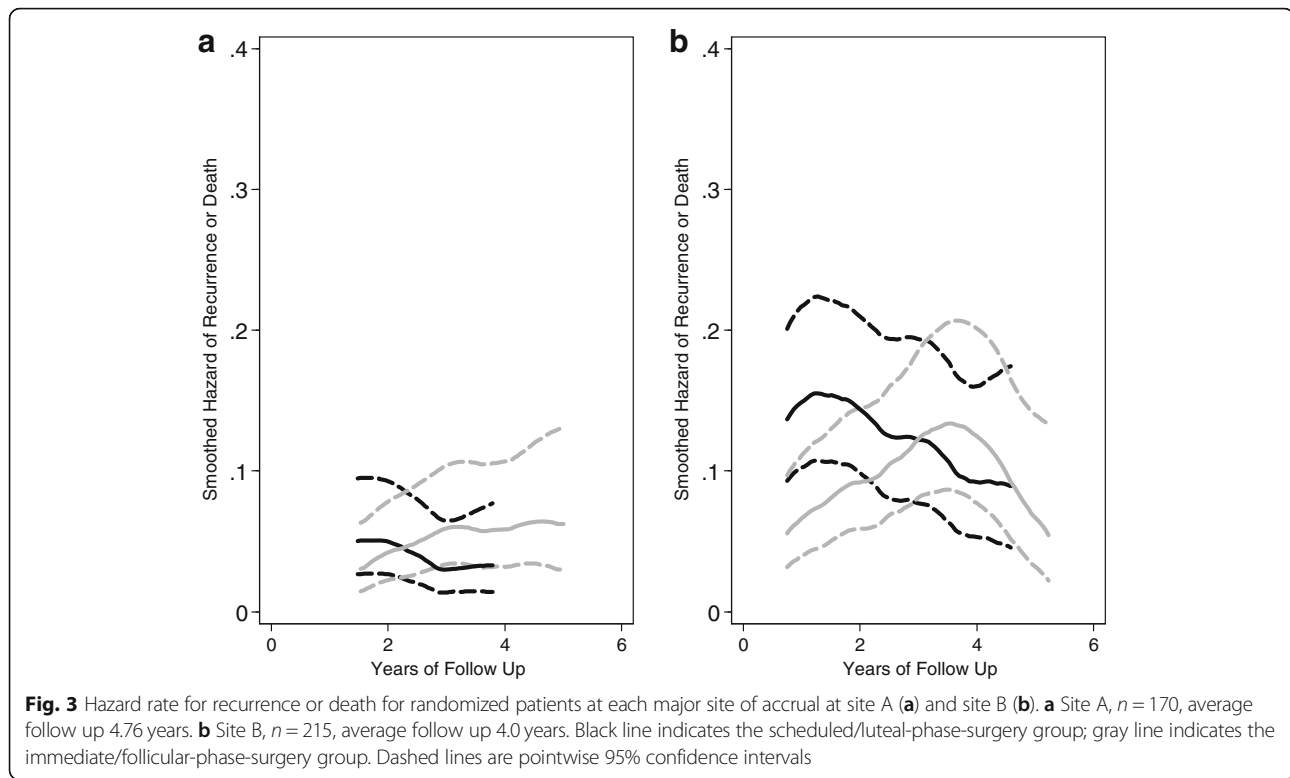 a
b
.4
.3
.2
.1
0
Smoothed Hazard of Recurrence or Death
0
2
4
6
Years of Follow Up
.4
.3
.2
.1
0
Smoothed Hazard of Recurrence or Death
0
2
4
6
Years of Follow Up
Fig. 3 Hazard rate for recurrence or death for randomized patients at each major site of accrual at site A (a) and site B (b). a Site A, n = 170, average
follow up 4.76 years. b Site B, n = 215, average follow up 4.0 years. Black line indicates the scheduled/luteal-phase-surgery group; gray line indicates the
immediate/follicular-phase-surgery group. Dashed lines are pointwise 95% confidence intervals